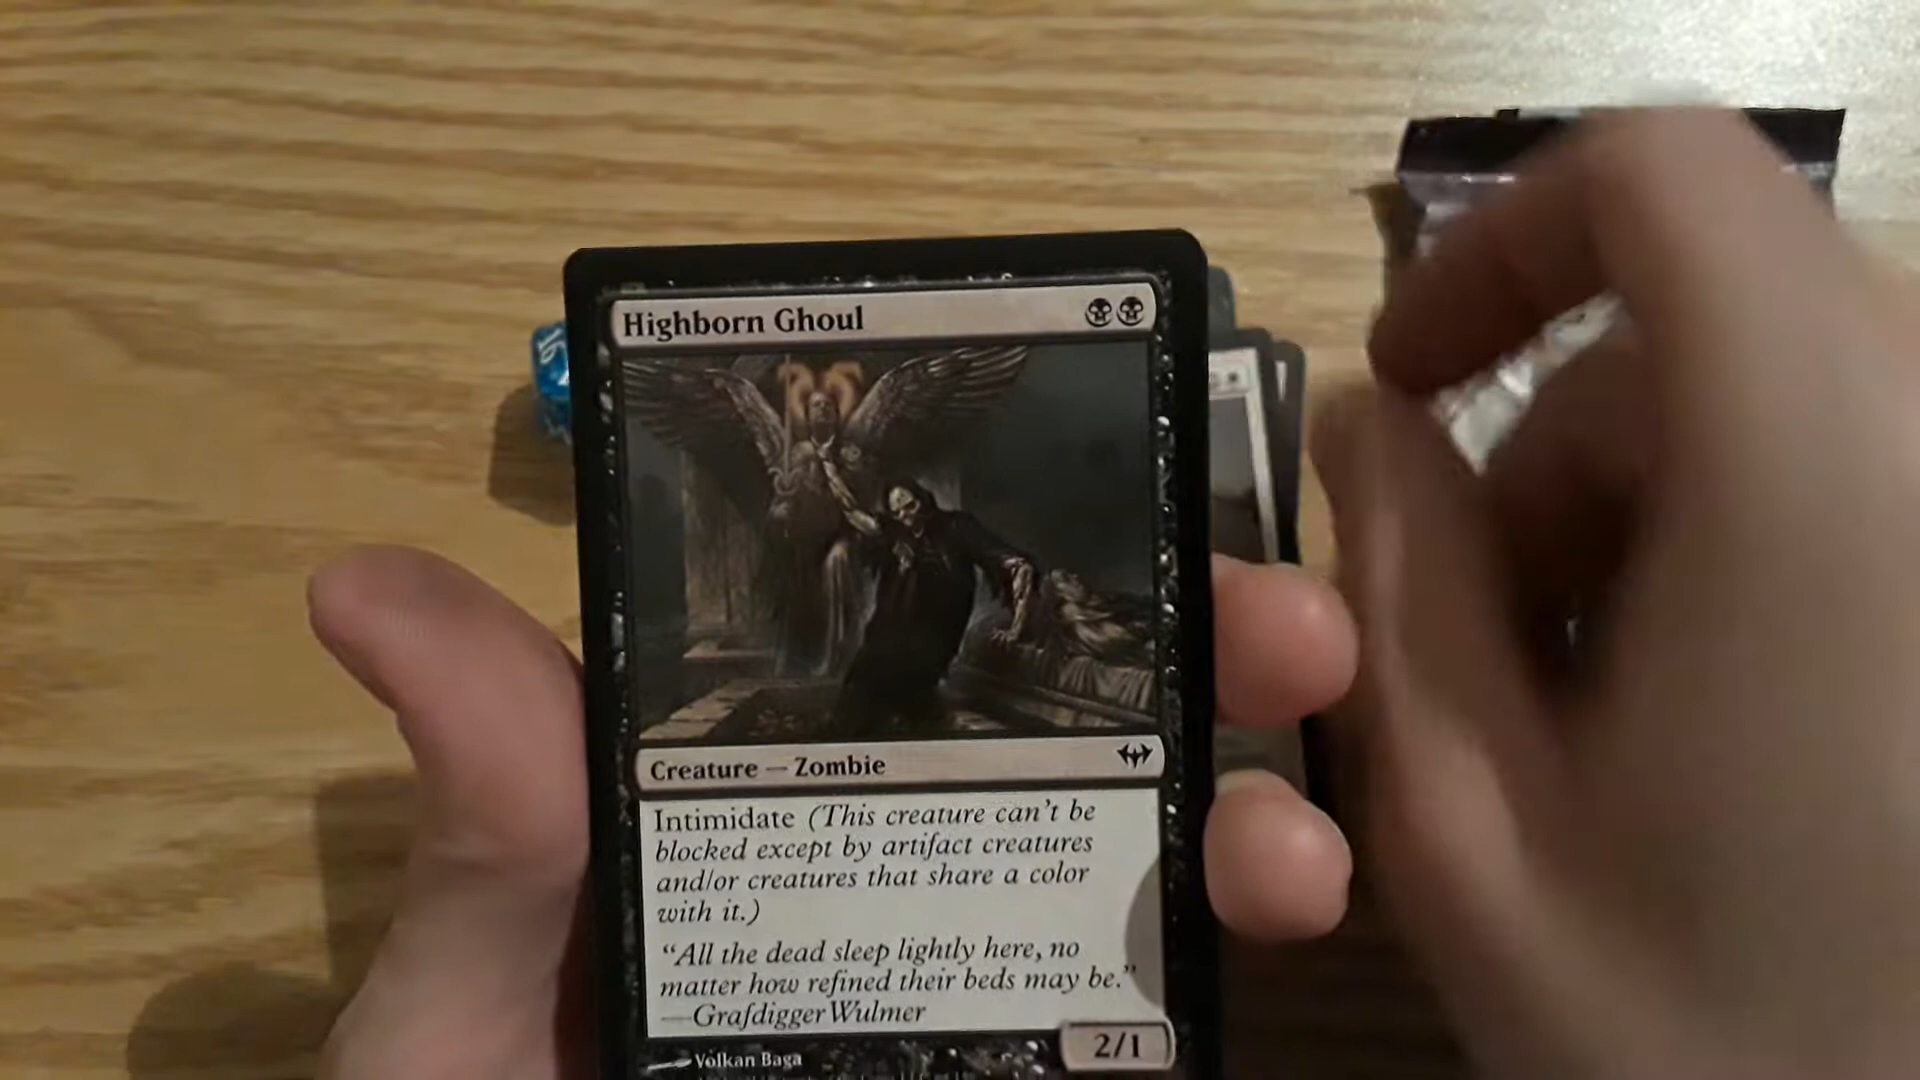 Highborn Ghoul
Creature — Zombie
Intimidate (This creature can't be
blocked except by artifact creatures
and/or creatures that share a color
with it.)
“All the dead sleep lightly here, no
matter how refined their beds may be.”
—Grafdigger Wulmer
2/1
Volkan Baga
16